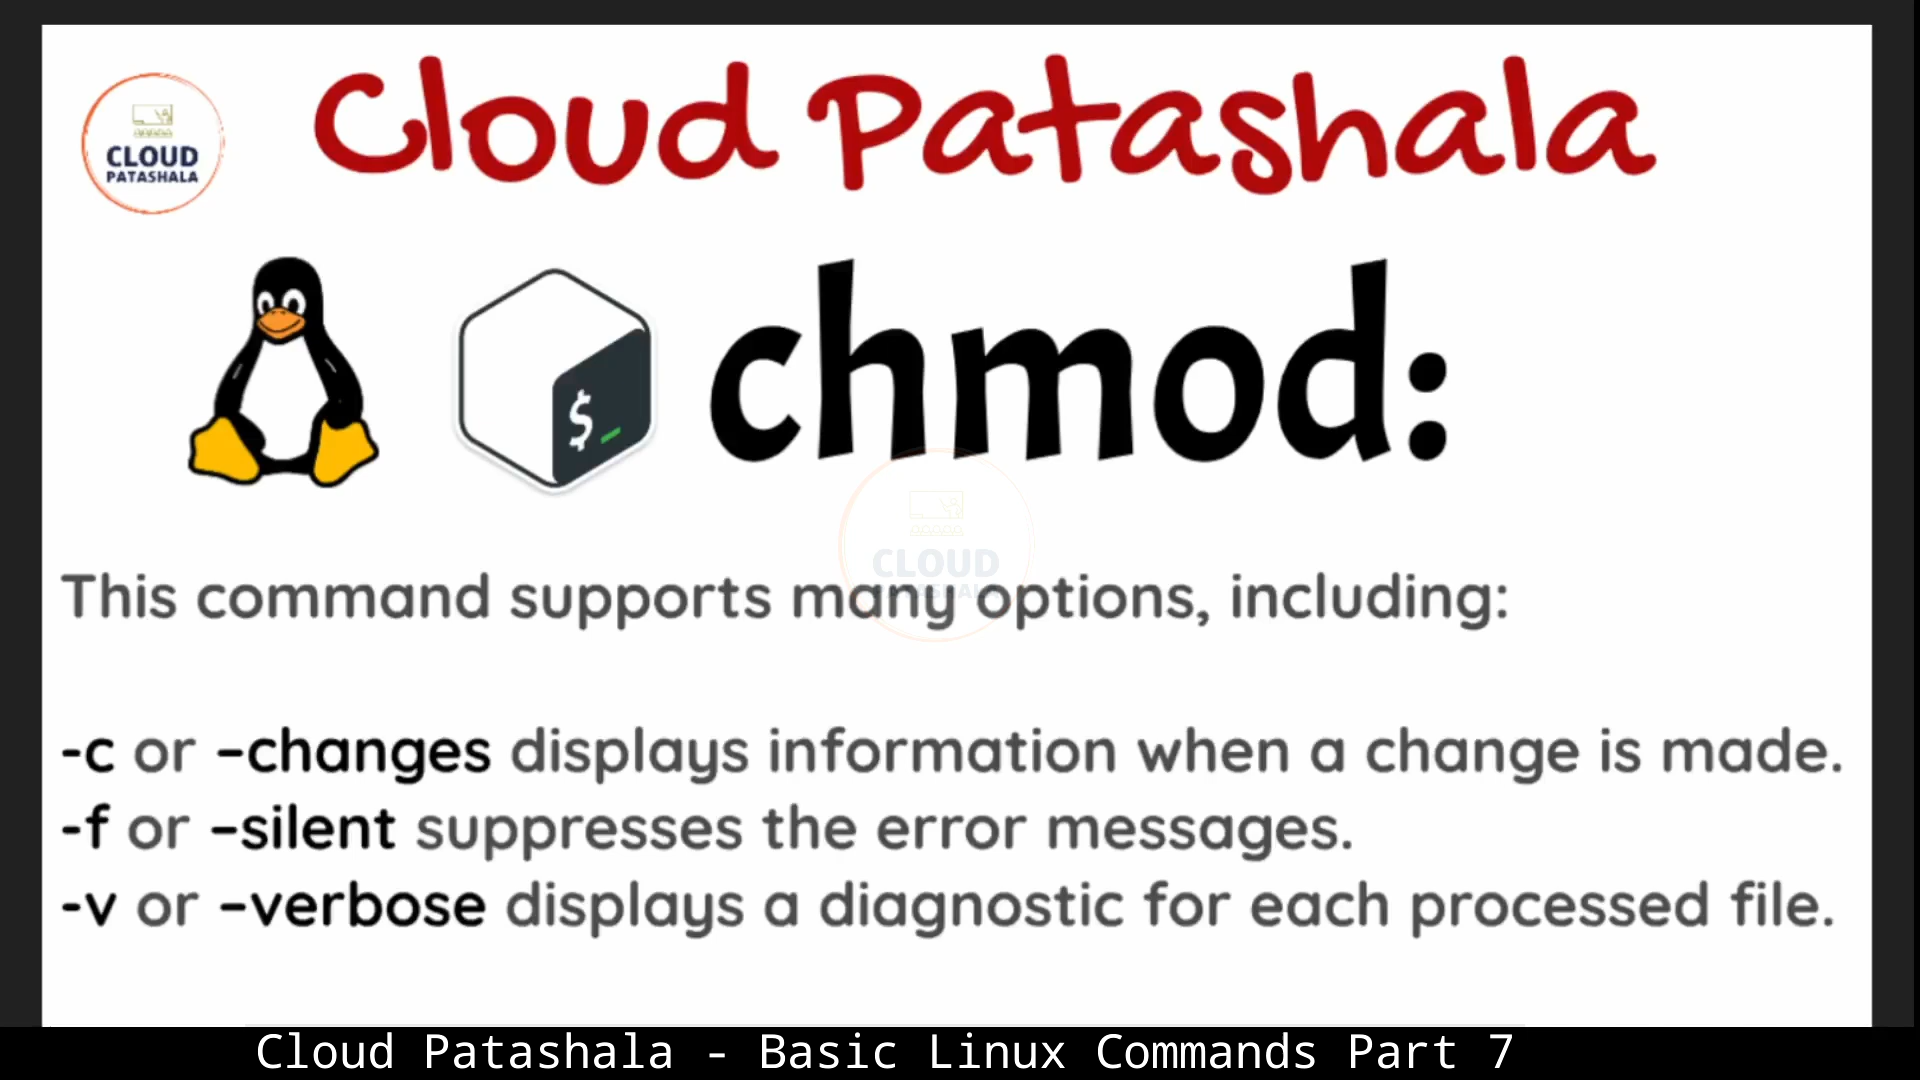 Cloud Patashala
CLOUD
PATASHALA
$_
chmod:
CLOUD
PATASHALA
This command supports many options, including:
-c or –changes displays information when a change is made.
-f or –silent suppresses the error messages.
-v or –verbose displays a diagnostic for each processed file.
Cloud Patashala - Basic Linux Commands Part 7